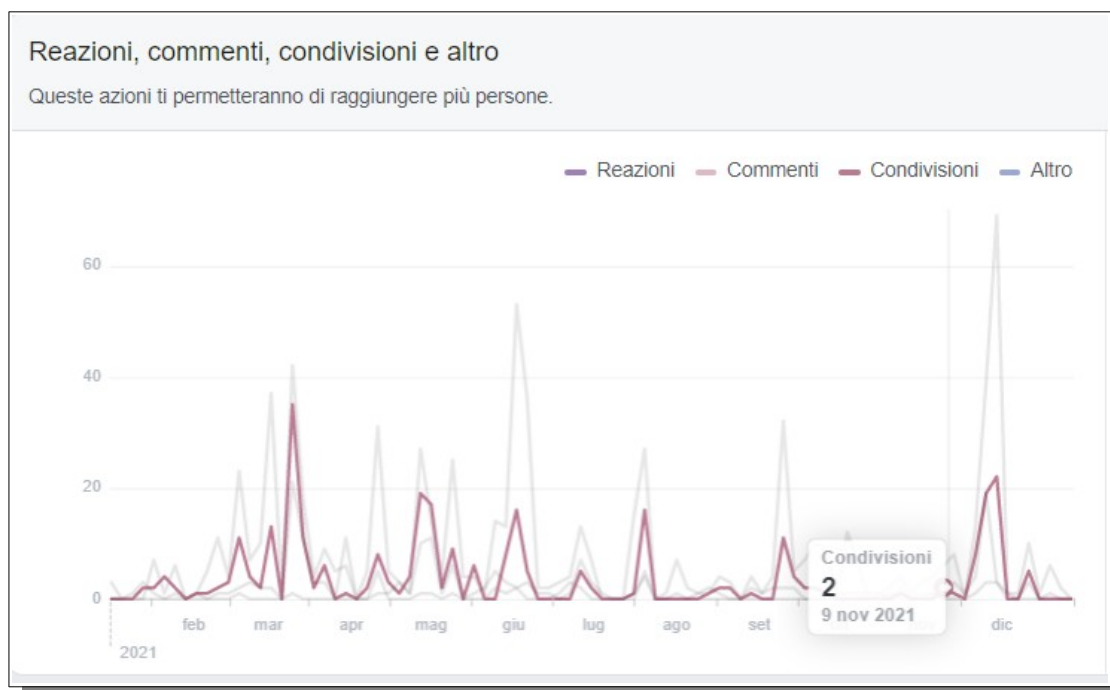 Reazioni, commenti, condivisioni e altro
Queste azioni ti permetteranno di raggiungere più persone.
Reazioni Commenti Condivisioni Altro
60
40
20
0
Condivisioni
2
9 nov 2021
feb mar apr mag giu lug ago set dic
2021